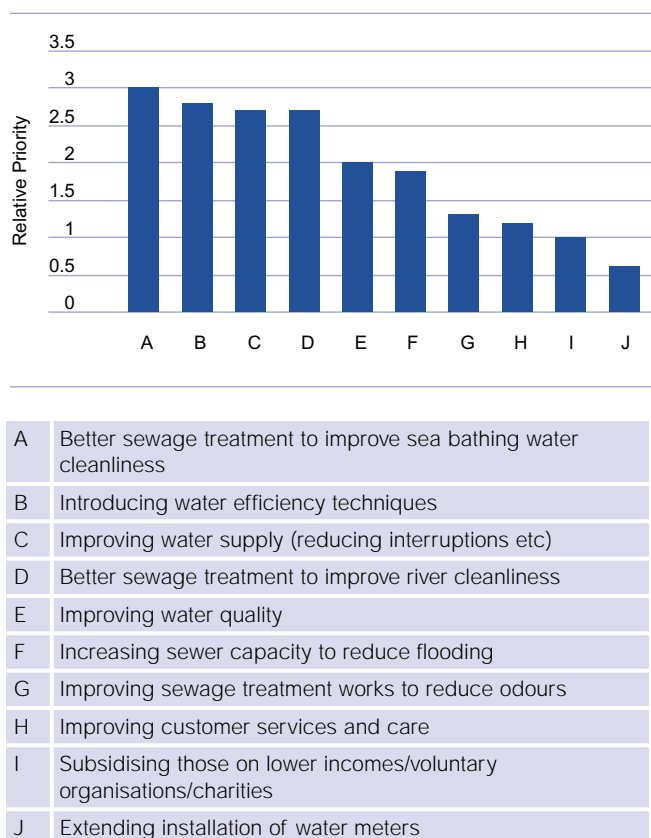 3.5
3
2.5
2
1.5
1
0.5
0
Relative Priority
A B C D E F G H I J
A Better sewage treatment to improve sea bathing water
cleanliness
B Introducing water efficiency techniques
C Improving water supply (reducing interruptions etc)
D Better sewage treatment to improve river cleanliness
E Improving water quality
F Increasing sewer capacity to reduce flooding
G Improving sewage treatment works to reduce odours
H Improving customer services and care
I Subsidising those on lower incomes/voluntary
organisations/charities
J Extending installation of water meters